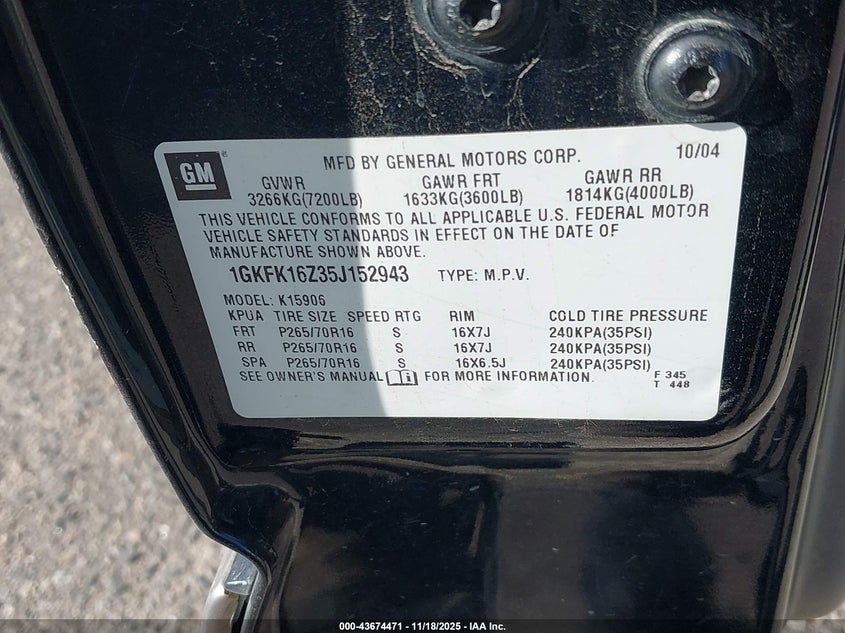 GM
MFD BY GENERAL MOTORS CORP. 10/04
GVWR GAWR FRT GAWR RR
3266KG(7200LB) 1633KG(3600LB) 1814KG(4000LB)
THIS VEHICLE CONFORMS TO ALL APPLICABLE U.S. FEDERAL MOTOR
VEHICLE SAFETY STANDARDS IN EFFECT ON THE DATE OF
MANUFACTURE SHOWN ABOVE.
1GKFK16Z35J152943 TYPE: M.P.V.
MODEL: K15906
KPUA TIRE SIZE SPEED RTG RIM COLD TIRE PRESSURE
FRT P265/70R16 S 16X7J 240KPA(35PSI)
RR P265/70R16 S 16X7J 240KPA(35PSI)
SPA P265/70R16 S 16X6.5J 240KPA(35PSI)
SEE OWNER'S MANUAL FOR MORE INFORMATION. F 345
T 448
000-43674471 - 11/18/2025 - IAA Inc.